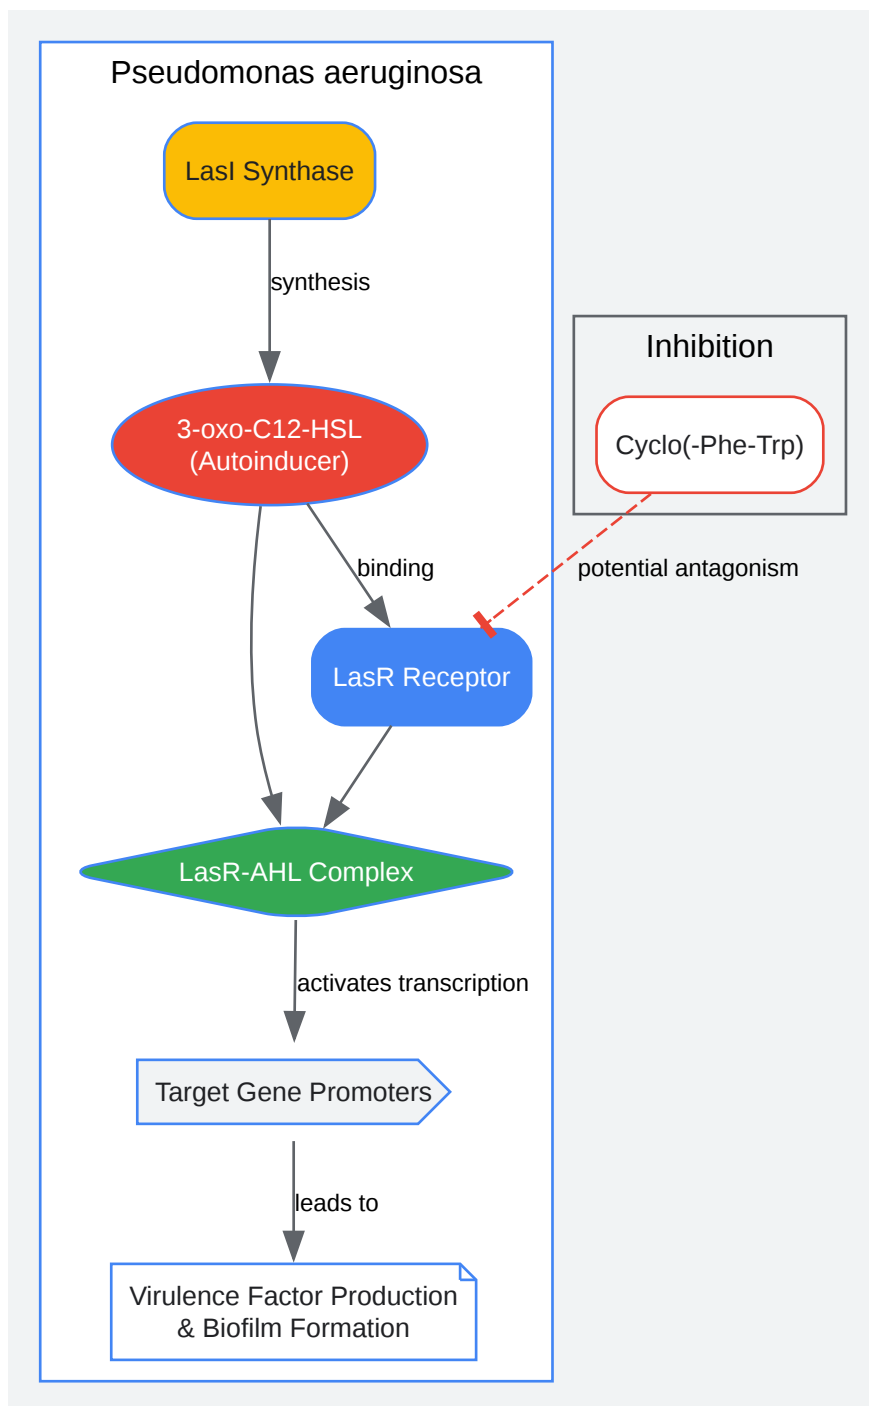 Pseudomonas aeruginosa
LasI Synthase
synthesis
Inhibition
3-oxo-C12-HSL
(Autoinducer)
Cyclo(-Phe-Trp)
binding
potential antagonism
LasR Receptor
LasR-AHL Complex
activates transcription
Target Gene Promoters
leads to
Virulence Factor Production
& Biofilm Formation